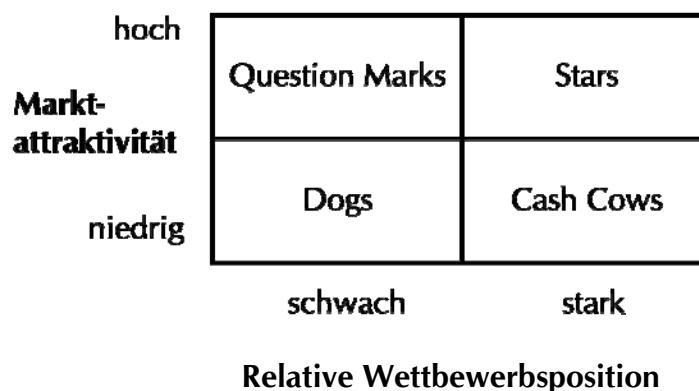 hoch
Question Marks
Stars
Markt-
attraktivität
Dogs
Cash Cows
niedrig
schwach
stark
Relative Wettbewerbsposition